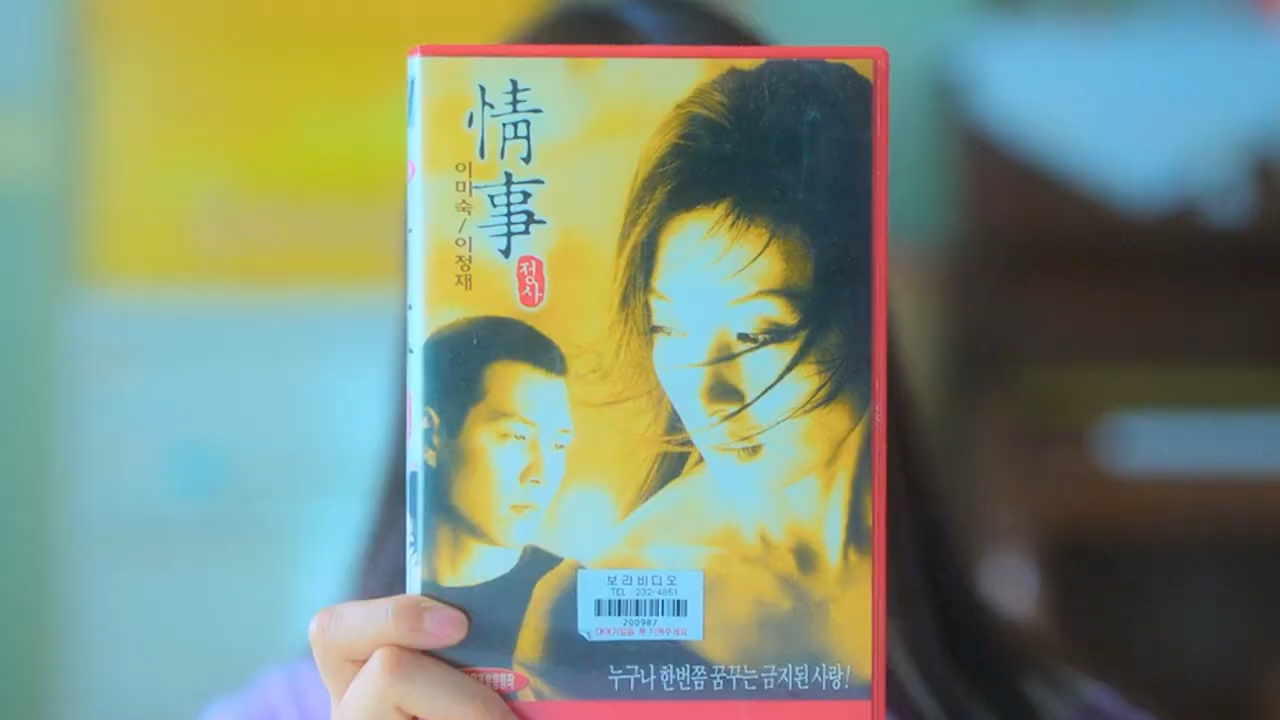 情事
이미숙/이정재
정사
보라비디오
TEL 232-4851
200987
누구나 한번쯤 꿈꾸는 금지된 사랑!